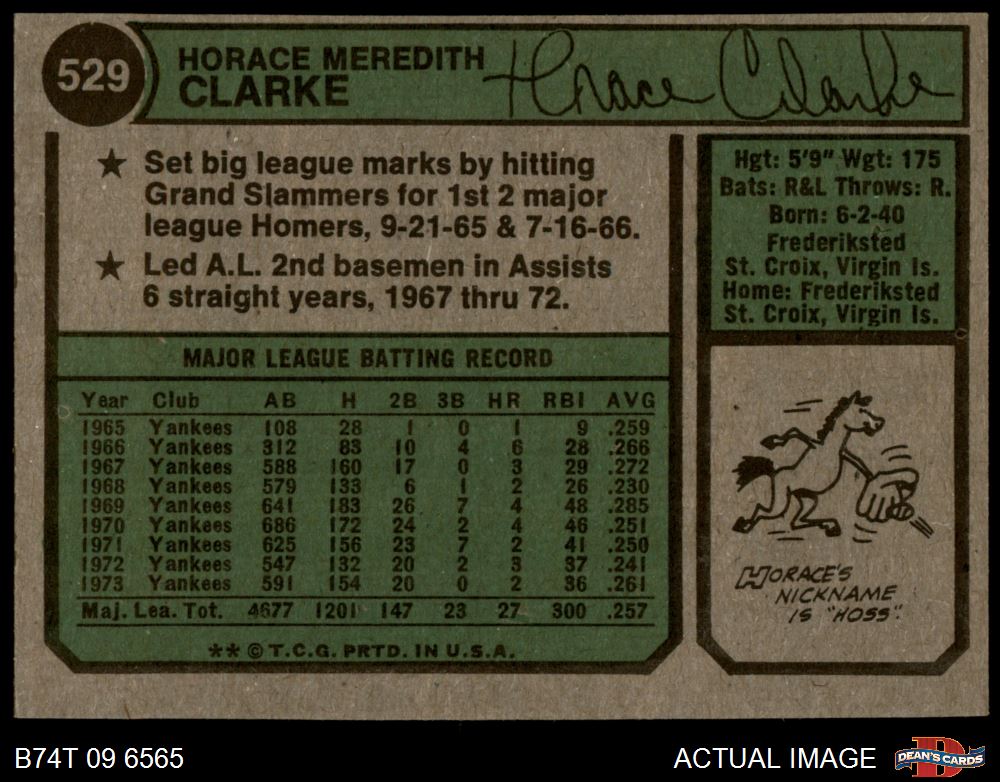 529
HORACE MEREDITH
CLARKE
Horace Clarke
★ Set big league marks by hitting
Grand Slammers for 1st 2 major
league Homers, 9-21-65 & 7-16-66.
★ Led A.L. 2nd basemen in Assists
6 straight years, 1967 thru 72.
Hgt: 5'9" Wgt: 175
Bats: R&L Throws: R.
Born: 6-2-40
Frederiksted
St. Croix, Virgin Is.
Home: Frederiksted
St. Croix, Virgin Is.
MAJOR LEAGUE BATTING RECORD
Year Club AB H 2B 3B HR RBI AVG
1965 Yankees 108 28 1 0 1 9 .259
1966 Yankees 312 83 10 4 6 28 .266
1967 Yankees 588 160 17 0 3 29 .272
1968 Yankees 579 133 6 1 2 26 .230
1969 Yankees 641 183 26 7 4 48 .285
1970 Yankees 686 172 24 2 4 46 .251
1971 Yankees 625 156 23 7 2 41 .250
1972 Yankees 547 132 20 2 3 37 .241
1973 Yankees 591 154 20 0 2 36 .261
Maj. Lea. Tot. 4677 1201 147 23 27 300 .257
** © T.C.G. PRTD. IN U.S.A.
HORACE'S
NICKNAME
IS "HOSS".
B74T 09 6565
ACTUAL IMAGE
D
DEAN'S CARDS